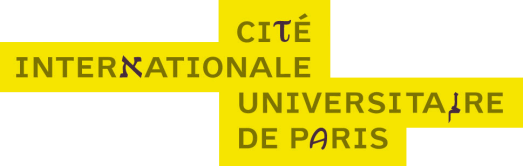 CITÉ
INTERNATIONALE
UNIVERSITAIRE
DE PARIS